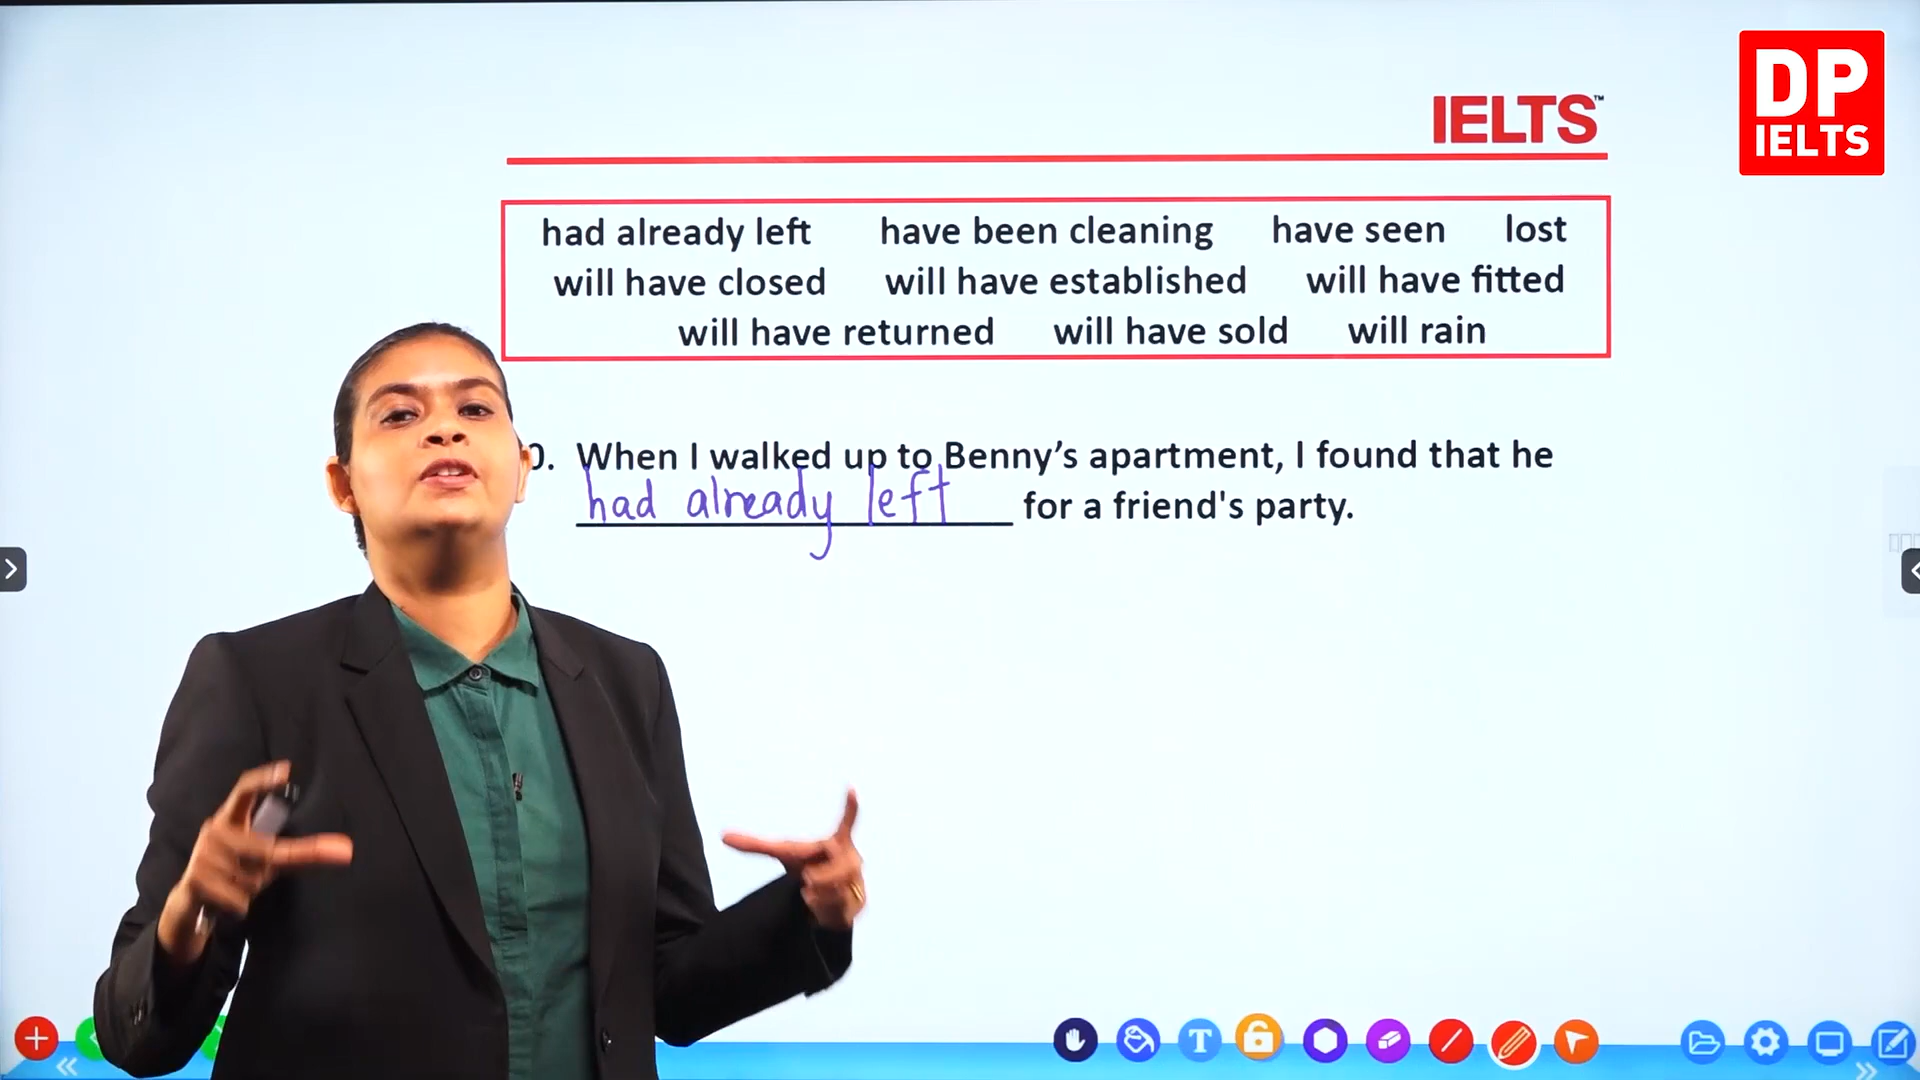 DP
IELTS
IELTS™
had already left have been cleaning have seen lost
will have closed will have established will have fitted
will have returned will have sold will rain
0. When I walked up to Benny’s apartment, I found that he
had already left for a friend's party.
T